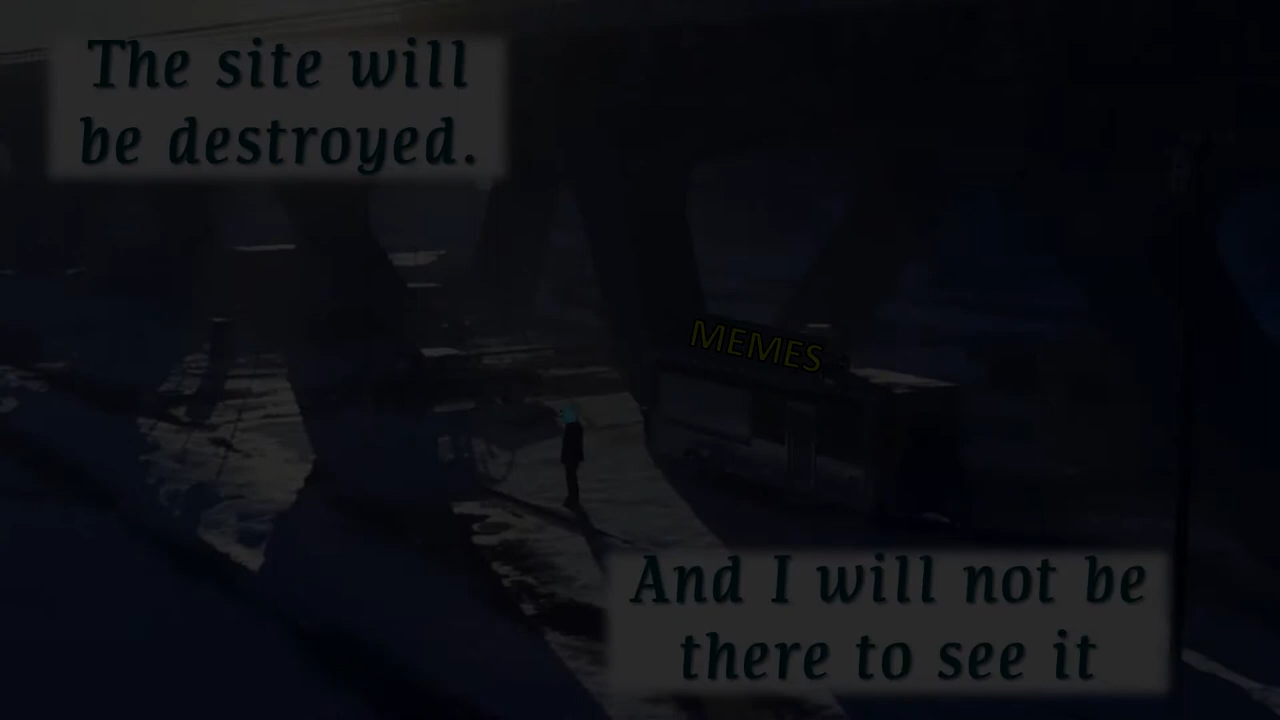 The site will
be destroyed.
MEMES
And I will not be
there to see it